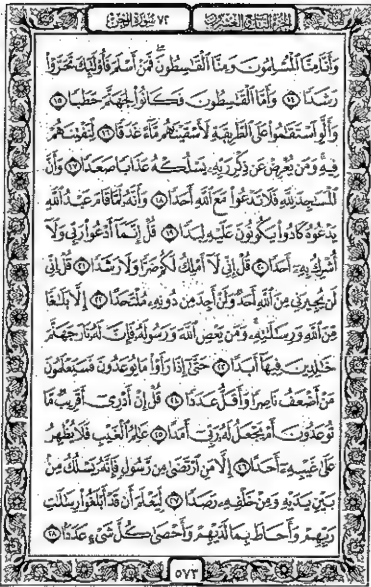 الجزء التاسع والعشرون ٧٢ سورة الجن
وَأَنَّا مِنَّا ٱلْمُسْلِمُونَ وَمِنَّا ٱلْقَٰسِطُونَ ۖ فَمَنْ أَسْلَمَ فَأُو۟لَٰٓئِكَ تَحَرَّوْا۟
رَشَدًا ۝١٤ وَأَمَّا ٱلْقَٰسِطُونَ فَكَانُوا۟ لِجَهَنَّمَ حَطَبًا ۝١٥
وَأَلَّوِ ٱسْتَقَٰمُوا۟ عَلَى ٱلطَّرِيقَةِ لَأَسْقَيْنَٰهُم مَّآءً غَدَقًا ۝١٦ لِّنَفْتِنَهُمْ
فِيهِ ۚ وَمَن يُعْرِضْ عَن ذِكْرِ رَبِّهِۦ يَسْلُكْهُ عَذَابًا صَعَدًا ۝١٧ وَأَنَّ
ٱلْمَسَٰجِدَ لِلَّهِ فَلَا تَدْعُوا۟ مَعَ ٱللَّهِ أَحَدًا ۝١٨ وَأَنَّهُۥ لَمَّا قَامَ عَبْدُ ٱللَّهِ
يَدْعُوهُ كَادُوا۟ يَكُونُونَ عَلَيْهِ لِبَدًا ۝١٩ قُلْ إِنَّمَآ أَدْعُوا۟ رَبِّى وَلَآ
أُشْرِكُ بِهِۦٓ أَحَدًا ۝٢٠ قُلْ إِنِّى لَآ أَمْلِكُ لَكُمْ ضَرًّا وَلَا رَشَدًا ۝٢١ قُلْ إِنِّى
لَن يُجِيرَنِى مِنَ ٱللَّهِ أَحَدٌ وَلَنْ أَجِدَ مِن دُونِهِۦ مُلْتَحَدًا ۝٢٢ إِلَّا بَلَٰغًا
مِّنَ ٱللَّهِ وَرِسَٰلَٰتِهِۦ ۚ وَمَن يَعْصِ ٱللَّهَ وَرَسُولَهُۥ فَإِنَّ لَهُۥ نَارَ جَهَنَّمَ
خَٰلِدِينَ فِيهَآ أَبَدًا ۝٢٣ حَتَّىٰٓ إِذَا رَأَوْا۟ مَا يُوعَدُونَ فَسَيَعْلَمُونَ
مَنْ أَضْعَفُ نَاصِرًا وَأَقَلُّ عَدَدًا ۝٢٤ قُلْ إِنْ أَدْرِىٓ أَقَرِيبٌ مَّا
تُوعَدُونَ أَمْ يَجْعَلُ لَهُۥ رَبِّىٓ أَمَدًا ۝٢٥ عَٰلِمُ ٱلْغَيْبِ فَلَا يُظْهِرُ
عَلَىٰ غَيْبِهِۦٓ أَحَدًا ۝٢٦ إِلَّا مَنِ ٱرْتَضَىٰ مِن رَّسُولٍ فَإِنَّهُۥ يَسْلُكُ مِنۢ
بَيْنِ يَدَيْهِ وَمِنْ خَلْفِهِۦ رَصَدًا ۝٢٧ لِّيَعْلَمَ أَن قَدْ أَبْلَغُوا۟ رِسَٰلَٰتِ
رَبِّهِمْ وَأَحَاطَ بِمَا لَدَيْهِمْ وَأَحْصَىٰ كُلَّ شَىْءٍ عَدَدًۢا ۝٢٨
٥٧٣